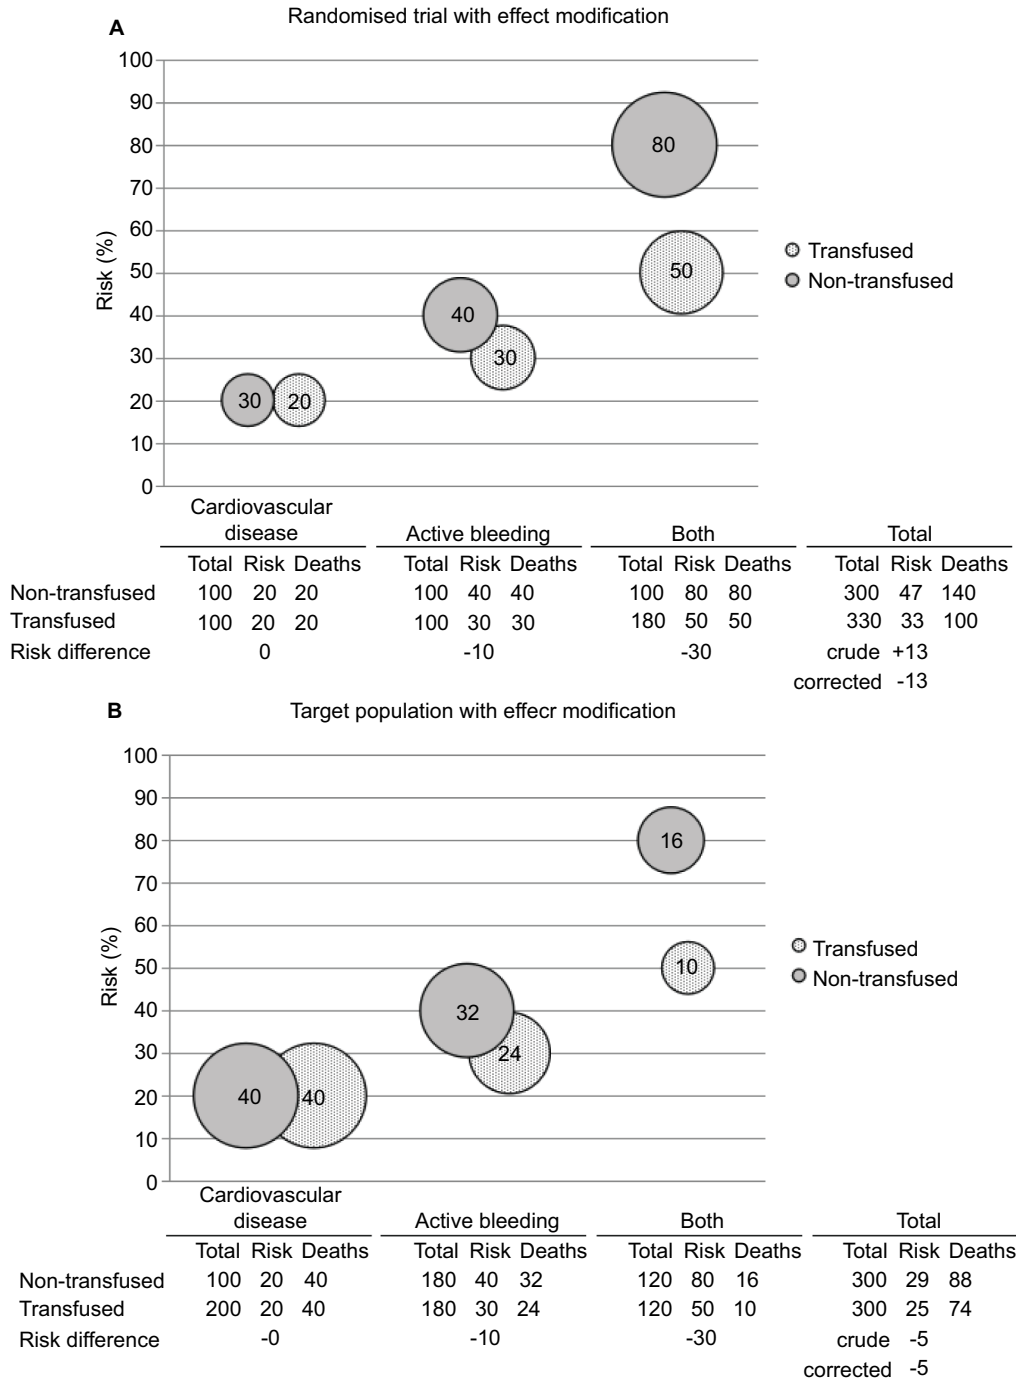 A
Randomised trial with effect modification
100
90
80
70
60
50
40
30
20
10
0
Risk (%)
80
50
40
30
30
20
Transfused
Non-transfused
Cardiovascular
disease
Active bleeding
Both
Total
Total Risk Deaths Total Risk Deaths Total Risk Deaths Total Risk Deaths
Non-transfused 100 20 20 100 40 40 100 80 80 300 47 140
Transfused 100 20 20 100 30 30 180 50 50 330 33 100
Risk difference 0 -10 -30 crude +13
corrected -13
B
Target population with effecr modification
100
90
80
70
60
50
40
30
20
10
0
Risk (%)
16
10
32
24
40
40
Transfused
Non-transfused
Cardiovascular
disease
Active bleeding
Both
Total
Total Risk Deaths Total Risk Deaths Total Risk Deaths Total Risk Deaths
Non-transfused 100 20 40 180 40 32 120 80 16 300 29 88
Transfused 200 20 40 180 30 24 120 50 10 300 25 74
Risk difference -0 -10 -30 crude -5
corrected -5